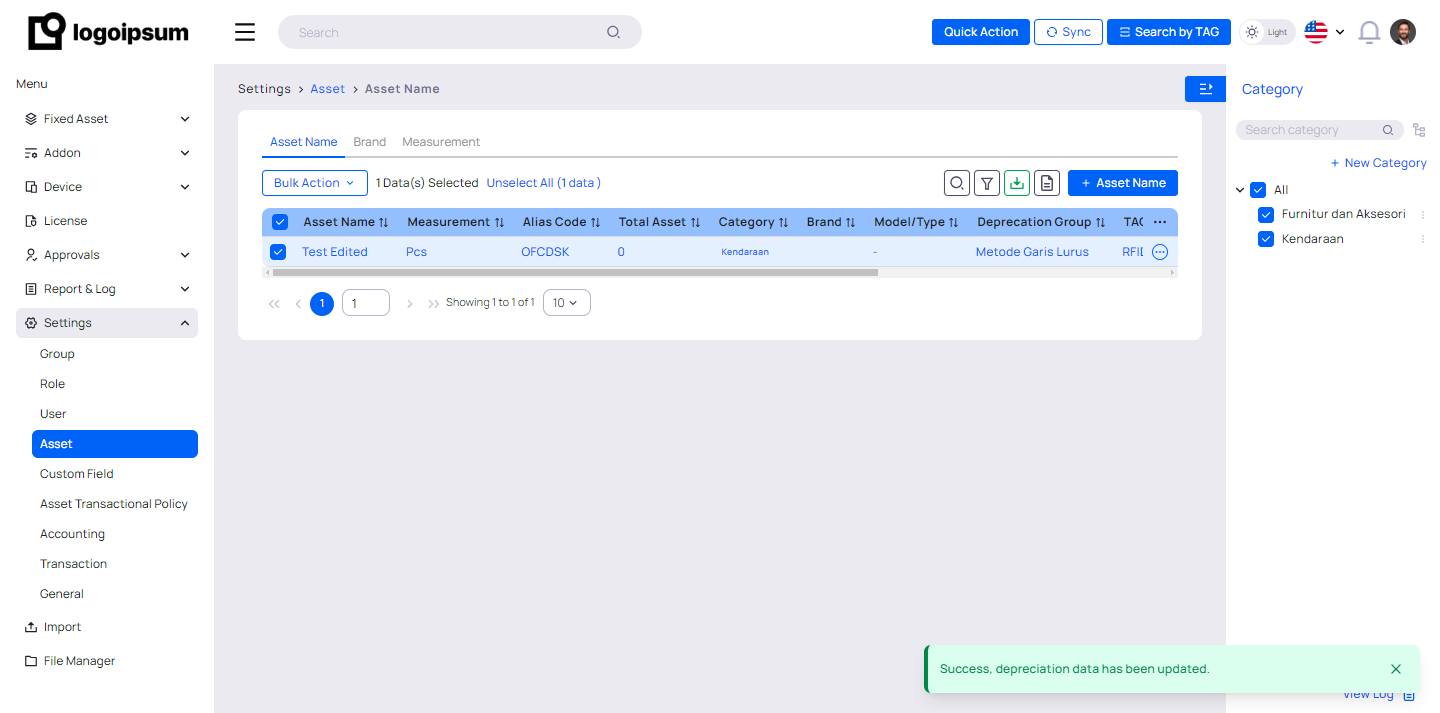 logoipsum
Search
Quick Action
Sync
Search by TAG
Light
Menu
Fixed Asset
Addon
Device
License
Approvals
Report & Log
Settings
Group
Role
User
Asset
Custom Field
Asset Transactional Policy
Accounting
Transaction
General
Import
File Manager
Settings > Asset > Asset Name
Asset Name Brand Measurement
Bulk Action 1 Data(s) Selected Unselect All (1 data )
+ Asset Name
Asset Name Measurement Alias Code Total Asset Category Brand Model/Type Deprecation Group TAG
Test Edited Pcs OFCDSK 0 Kendaraan - Metode Garis Lurus RFID
1 1 Showing 1 to 1 of 1 10
Category
Search category
+ New Category
All
Furnitur dan Aksesori
Kendaraan
Success, depreciation data has been updated.
View Log